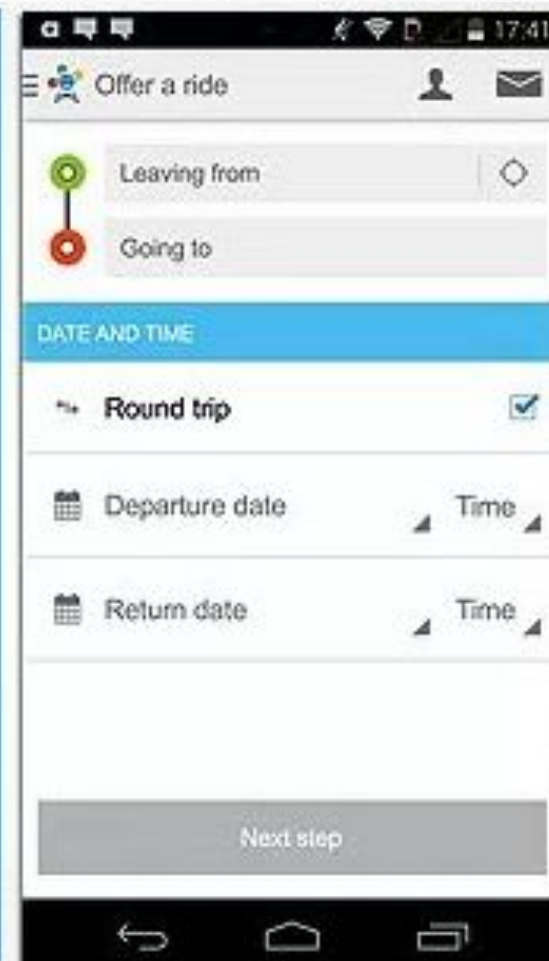 17:41
Offer a ride
Leaving from
Going to
DATE AND TIME
Round trip
Departure date Time
Return date Time
Next step